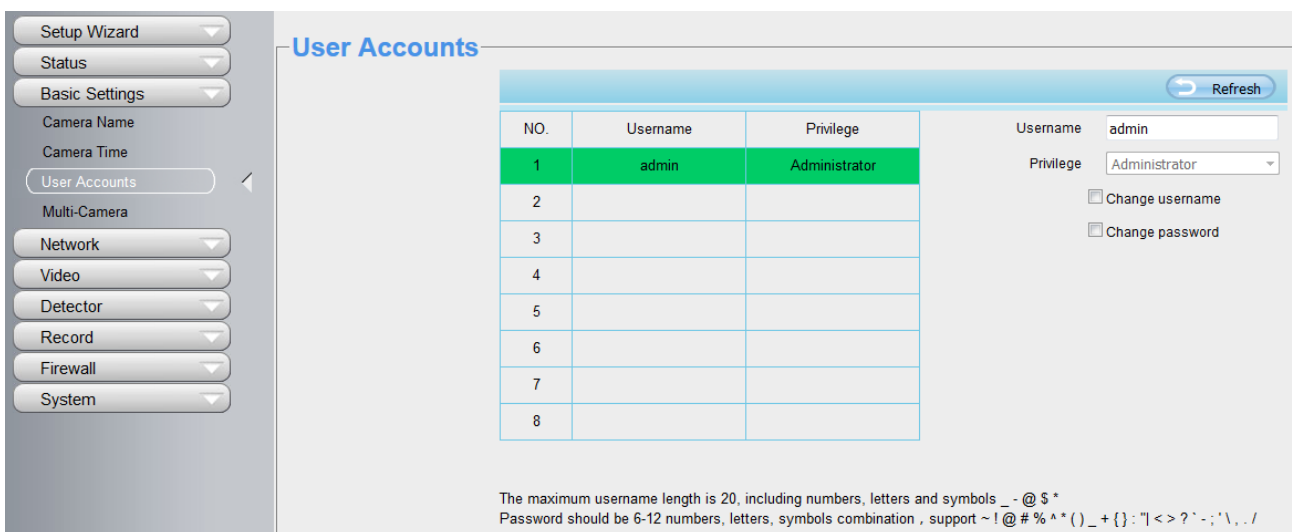 Setup Wizard
Status
Basic Settings
Camera Name
Camera Time
User Accounts
Multi-Camera
Network
Video
Detector
Record
Firewall
System
User Accounts
Refresh
NO. Username Privilege
1 admin Administrator
2
3
4
5
6
7
8
Username admin
Privilege Administrator
Change username
Change password
The maximum username length is 20, including numbers, letters and symbols _ - @ $ *
Password should be 6-12 numbers, letters, symbols combination , support ~ ! @ # % ^ * ( ) _ + { } : "| < > ? ` - ; ' \ , . /